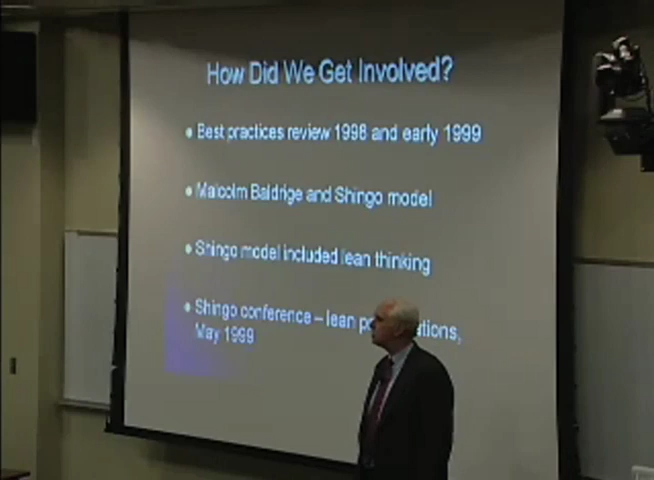 How Did We Get Involved?
Best practices review 1998 and early 1999
Malcolm Baldrige and Shingo model
Shingo model included lean thinking
Shingo conference – lean
May 1999